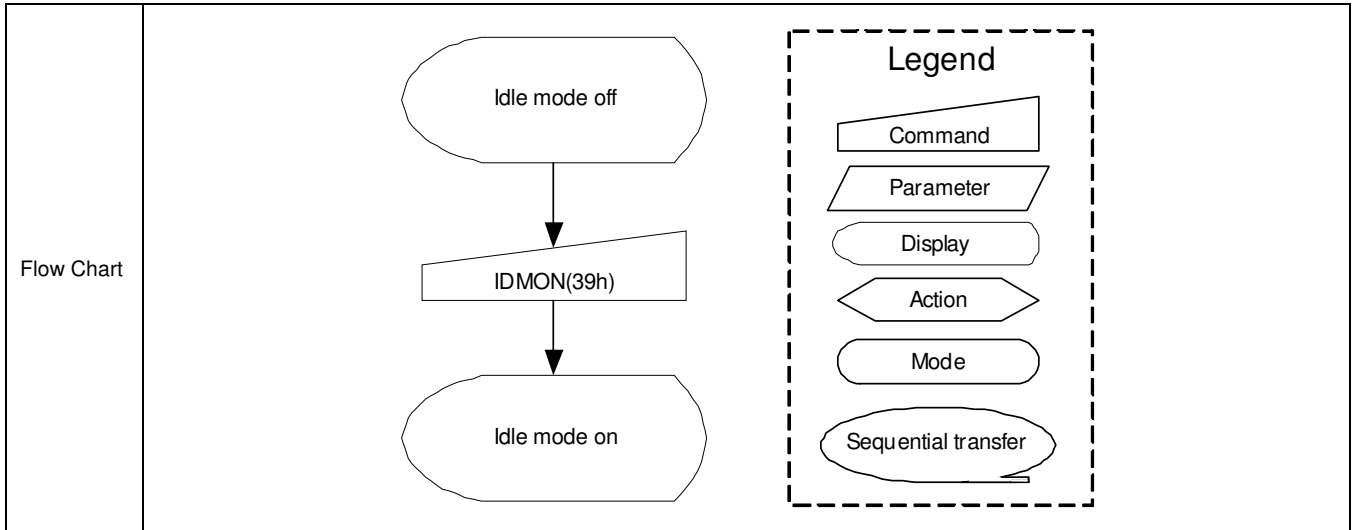 Flow Chart
Idle mode off
IDMON(39h)
Idle mode on
Legend
Command
Parameter
Display
Action
Mode
Sequential transfer